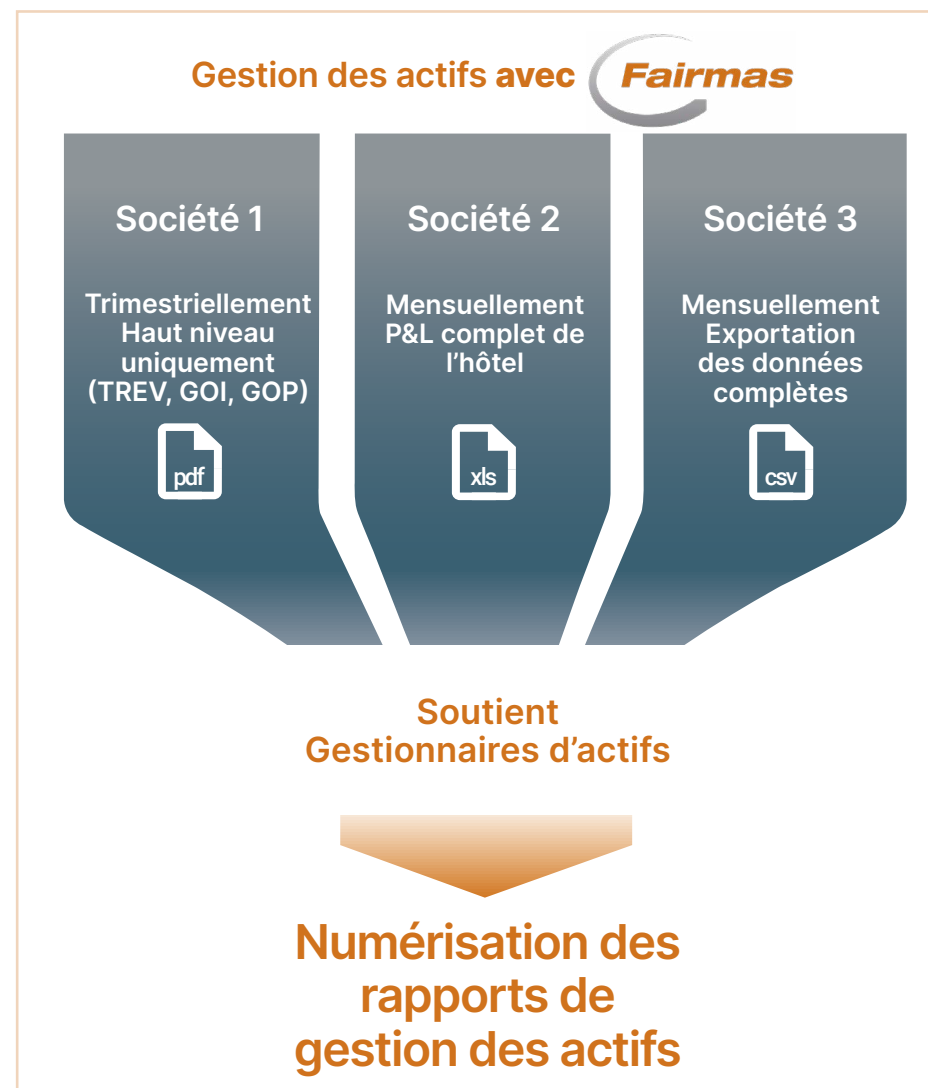 Gestion des actifs avec Fairmas
Société 1
Trimestriellement
Haut niveau
uniquement
(TREV, GOI, GOP)
pdf
Société 2
Mensuellement
P&L complet de
l’hôtel
xls
Société 3
Mensuellement
Exportation
des données
complètes
csv
Soutient
Gestionnaires d’actifs
Numérisation des
rapports de
gestion des actifs